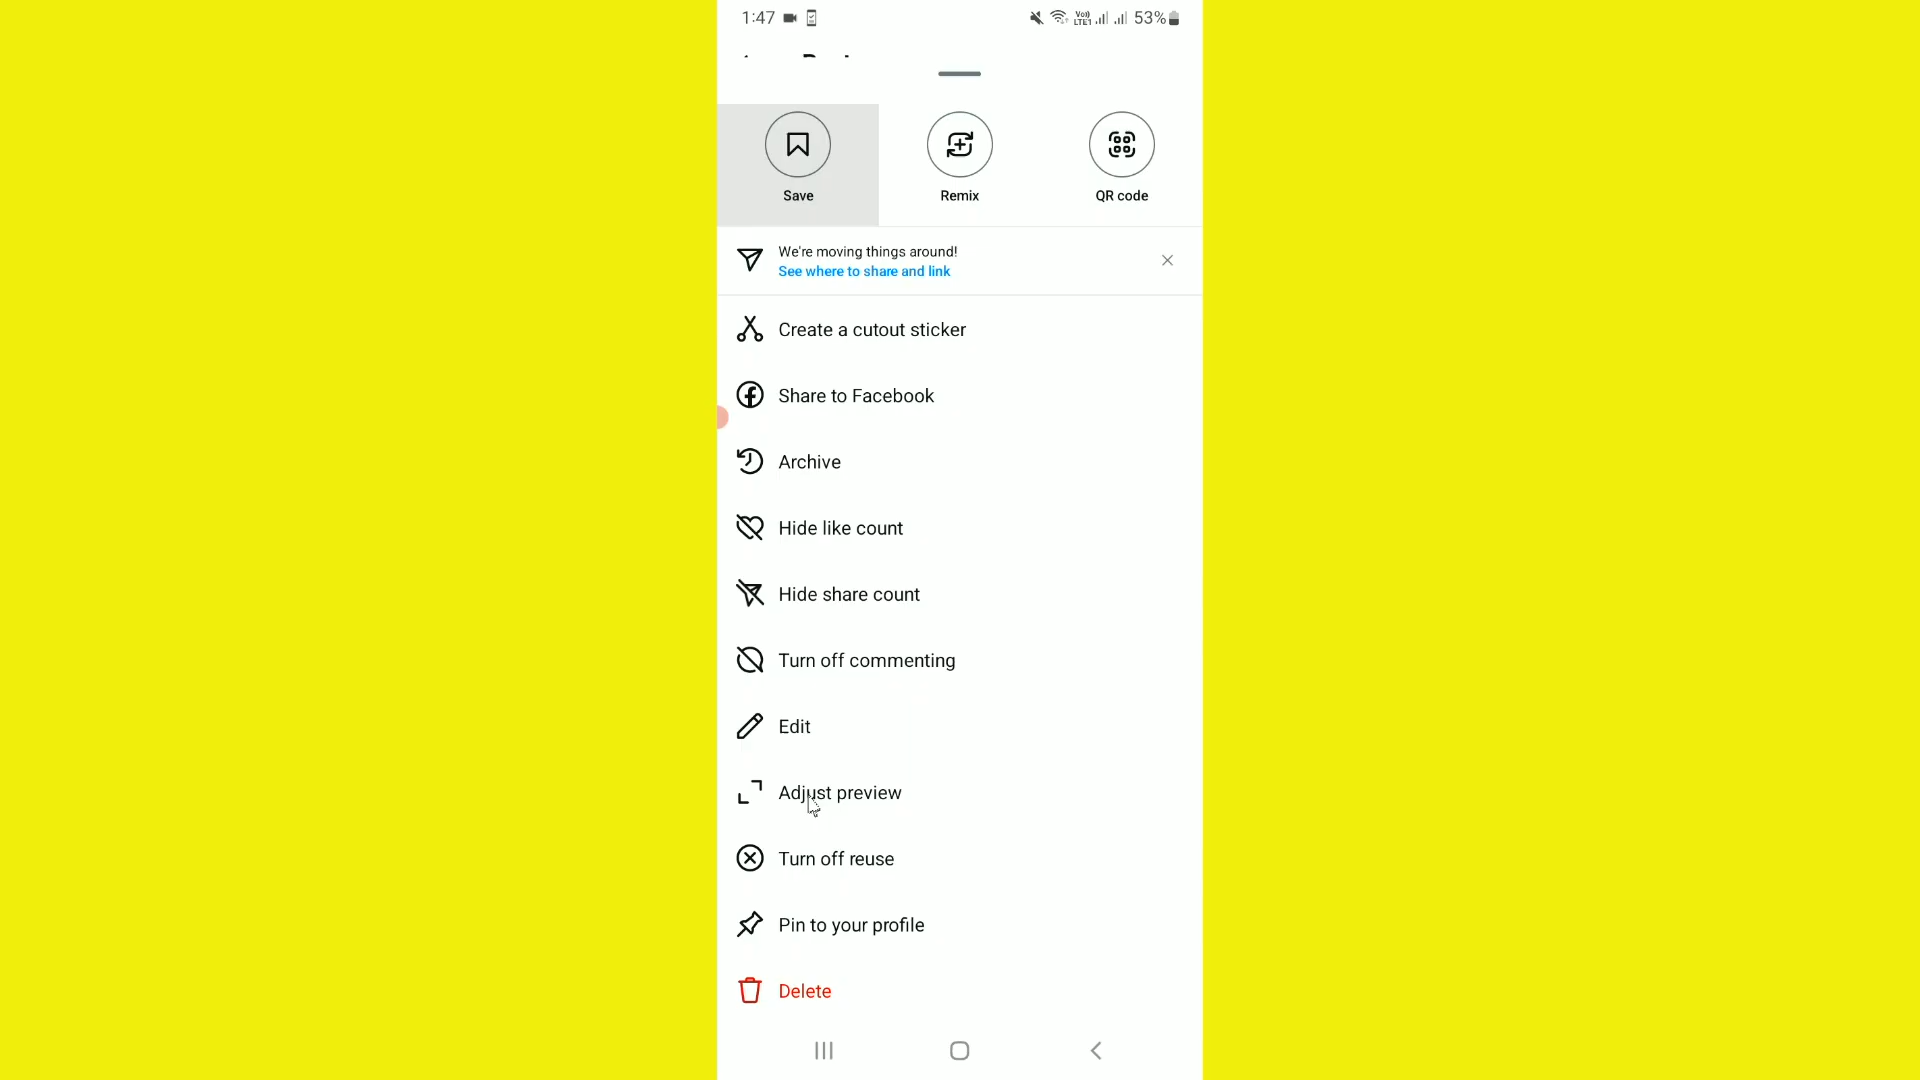 1:47
53%
Save
Remix
QR code
We're moving things around!
See where to share and link
Create a cutout sticker
Share to Facebook
Archive
Hide like count
Hide share count
Turn off commenting
Edit
Adjust preview
Turn off reuse
Pin to your profile
Delete